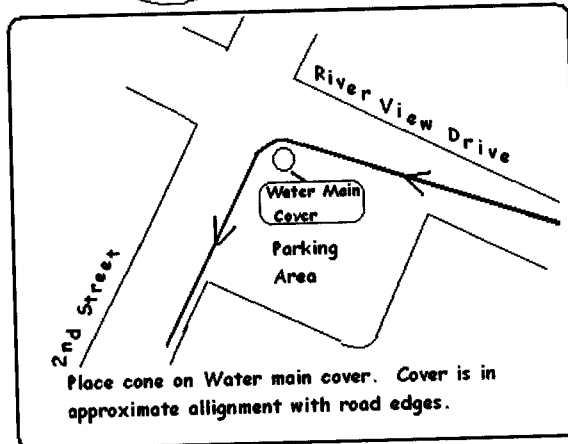 River View Drive
Water Main
Cover
Parking
Area
2nd Street
Place cone on Water main cover. Cover is in
approximate allignment with road edges.